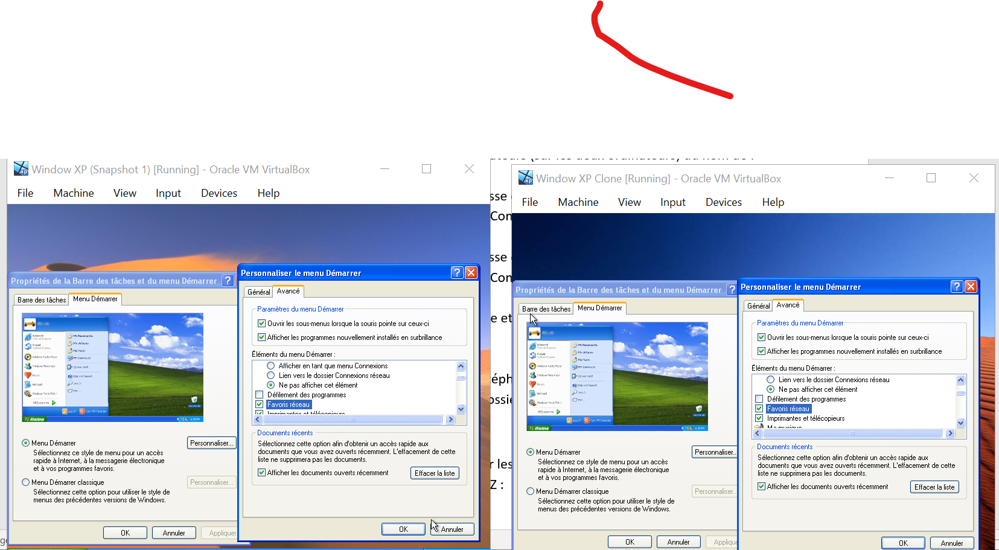 Window XP (Snapshot 1) [Running] - Oracle VM VirtualBox
File Machine View Input Devices Help
Propriétés de la Barre des tâches et du menu Démarrer
Barre des tâches Menu Démarrer
Menu Démarrer
Personnaliser...
Sélectionnez ce style de menu pour un accès
rapide à Internet, à la messagerie électronique
et à vos programmes favoris.
Menu Démarrer classique
Personnaliser...
Sélectionnez cette option pour utiliser le style de
menus des précédentes versions de Windows.
OK Annuler Appliquer
Personnaliser le menu Démarrer
Général Avancé
Paramètres du menu Démarrer
Ouvrir les sous-menus lorsque la souris pointe sur ceux-ci
Afficher les programmes nouvellement installés en surbrillance
Éléments du menu Démarrer :
Afficher en tant que menu Connexions
Lien vers le dossier Connexions réseau
Ne pas afficher cet élément
Défilement des programmes
Favoris réseau
Imprimantes et télécopieurs
Documents récents
Sélectionnez cette option afin d'obtenir un accès rapide aux
documents que vous avez ouverts récemment. L'effacement de cette
liste ne supprimera pas les documents.
Afficher les documents ouverts récemment
Effacer la liste
OK Annuler
sse
Con
sse
Con
e et
éph
ossie
r les
Z :
Window XP Clone [Running] - Oracle VM VirtualBox
File Machine View Input Devices Help
Propriétés de la Barre des tâches et du menu Démarrer
Barre des tâches Menu Démarrer
Menu Démarrer
Personnaliser..
Sélectionnez ce style de menu pour un accès
rapide à Internet, à la messagerie électronique
et à vos programmes favoris.
Menu Démarrer classique
Personnaliser..
Sélectionnez cette option pour utiliser le style de
menus des précédentes versions de Windows.
OK Annuler Applique
Personnaliser le menu Démarrer
Général Avancé
Paramètres du menu Démarrer
Ouvrir les sous-menus lorsque la souris pointe sur ceux-ci
Afficher les programmes nouvellement installés en surbrillance
Éléments du menu Démarrer :
Lien vers le dossier Connexions réseau
Ne pas afficher cet élément
Défilement des programmes
Favoris réseau
Imprimantes et télécopieurs
Ma musique
Documents récents
Sélectionnez cette option afin d'obtenir un accès rapide aux
documents que vous avez ouverts récemment. L'effacement de cette
liste ne supprimera pas les documents.
Afficher les documents ouverts récemment
Effacer la liste
OK Annuler